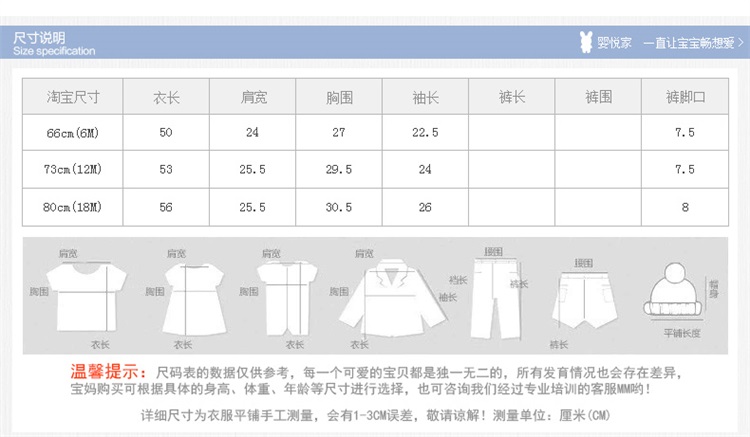 尺寸说明
Size specification
婴悦家 一直让宝宝畅想爱 >
淘宝尺寸 衣长 肩宽 胸围 袖长 裤长 裤围 裤脚口
66cm(6M) 50 24 27 22.5 7.5
73cm(12M) 53 25.5 29.5 24 7.5
80cm(18M) 56 25.5 30.5 26 8
肩宽 肩宽 肩宽 肩宽 腰围 腰围
胸围 胸围 胸围 胸围 袖长 裆长 裤长 帽身
衣长 衣长 衣长 衣长 裤长 平铺长度
温馨提示：尺码表的数据仅供参考，每一个可爱的宝贝都是独一无二的，所有发育情况也会存在差异，
宝妈购买可根据具体的身高、体重、年龄等尺寸进行选择，也可咨询我们经过专业培训的客服MM哟！
详细尺寸为衣服平铺手工测量，会有1-3CM误差，敬请谅解！测量单位：厘米(CM)